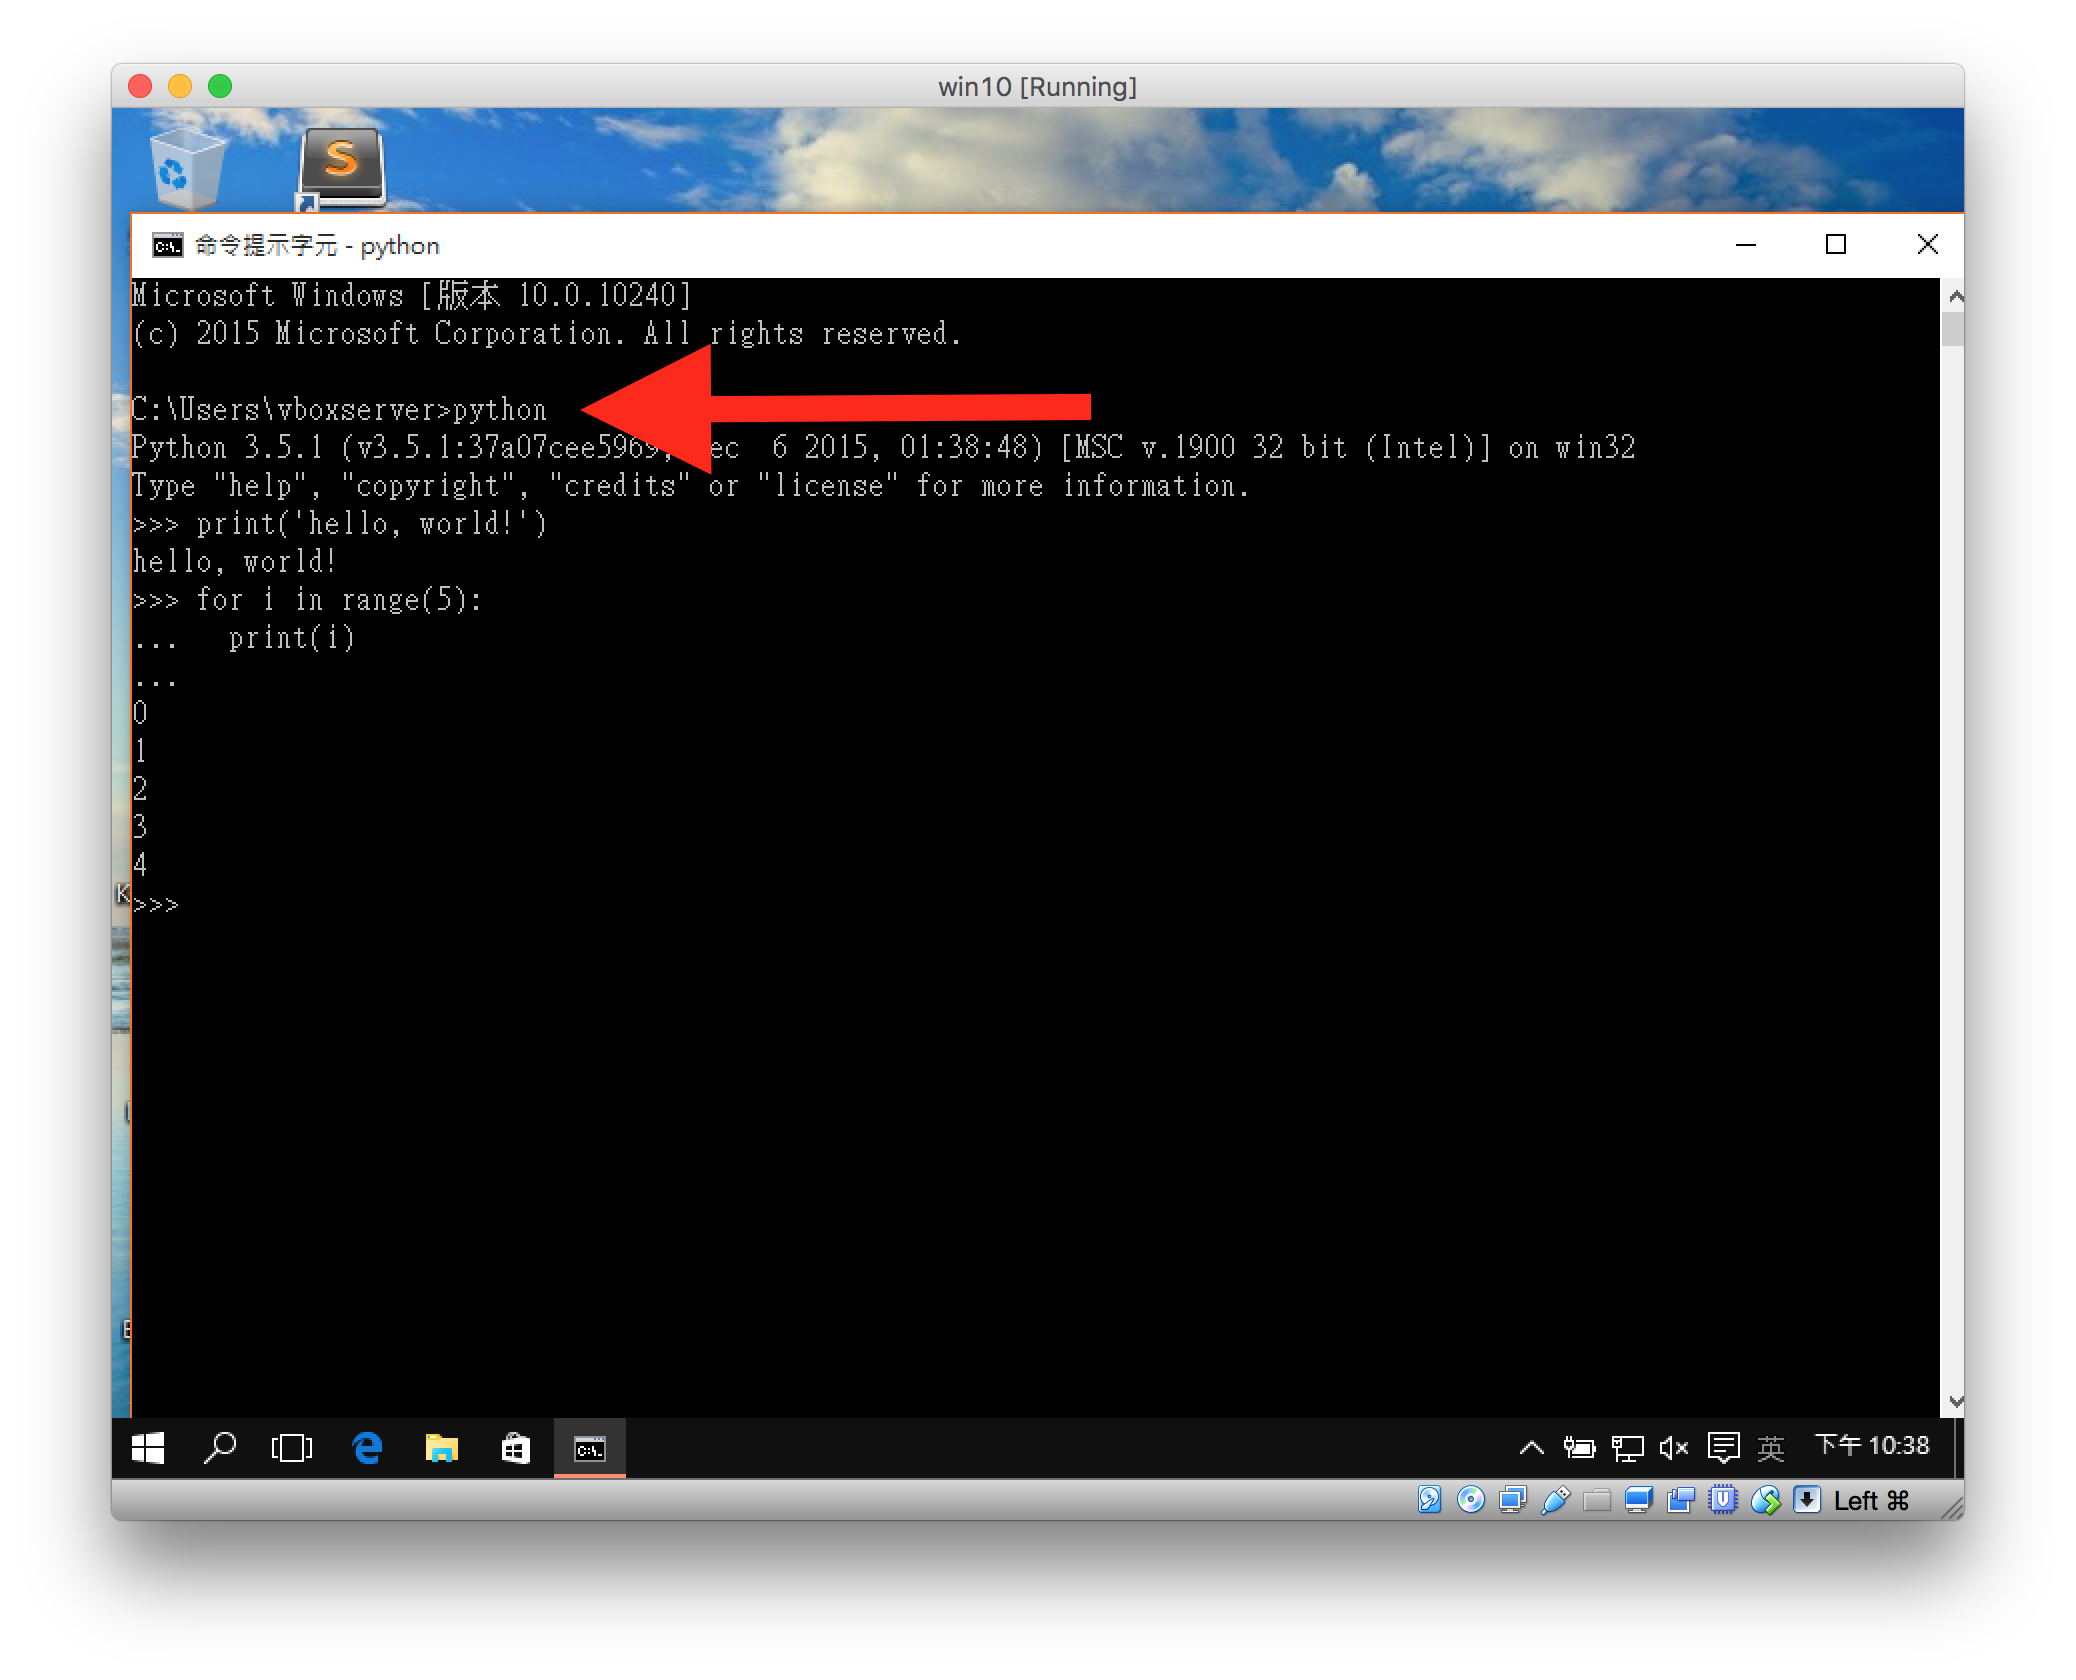 win10 [Running]
命令提示字元 - python
Microsoft Windows [版本 10.0.10240]
(c) 2015 Microsoft Corporation. All rights reserved.
C:\Users\vboxserver>python
Python 3.5.1 (v3.5.1:37a07cee5969, ec  6 2015, 01:38:48) [MSC v.1900 32 bit (Intel)] on win32
Type "help", "copyright", "credits" or "license" for more information.
>>> print('hello, world!')
hello, world!
>>> for i in range(5):
...   print(i)
...
0
1
2
3
4
>>>
英 下午 10:38
Left ⌘